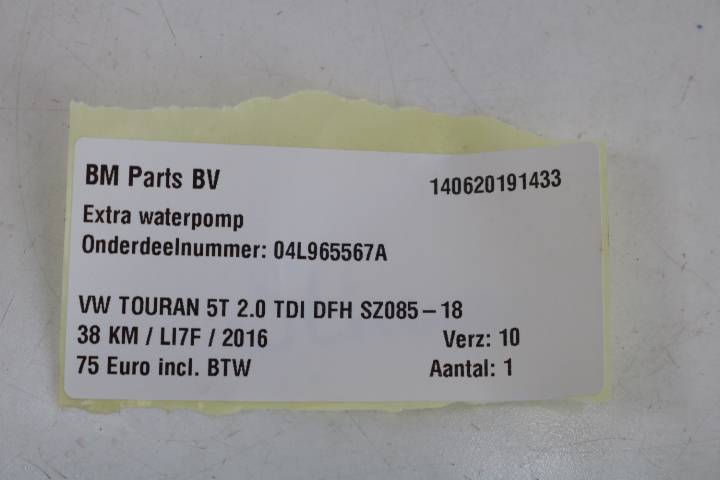 BM Parts BV 140620191433
Extra waterpomp
Onderdeelnummer: 04L965567A
VW TOURAN 5T 2.0 TDI DFH SZ085-18
38 KM / LI7F / 2016 Verz: 10
75 Euro incl. BTW Aantal: 1